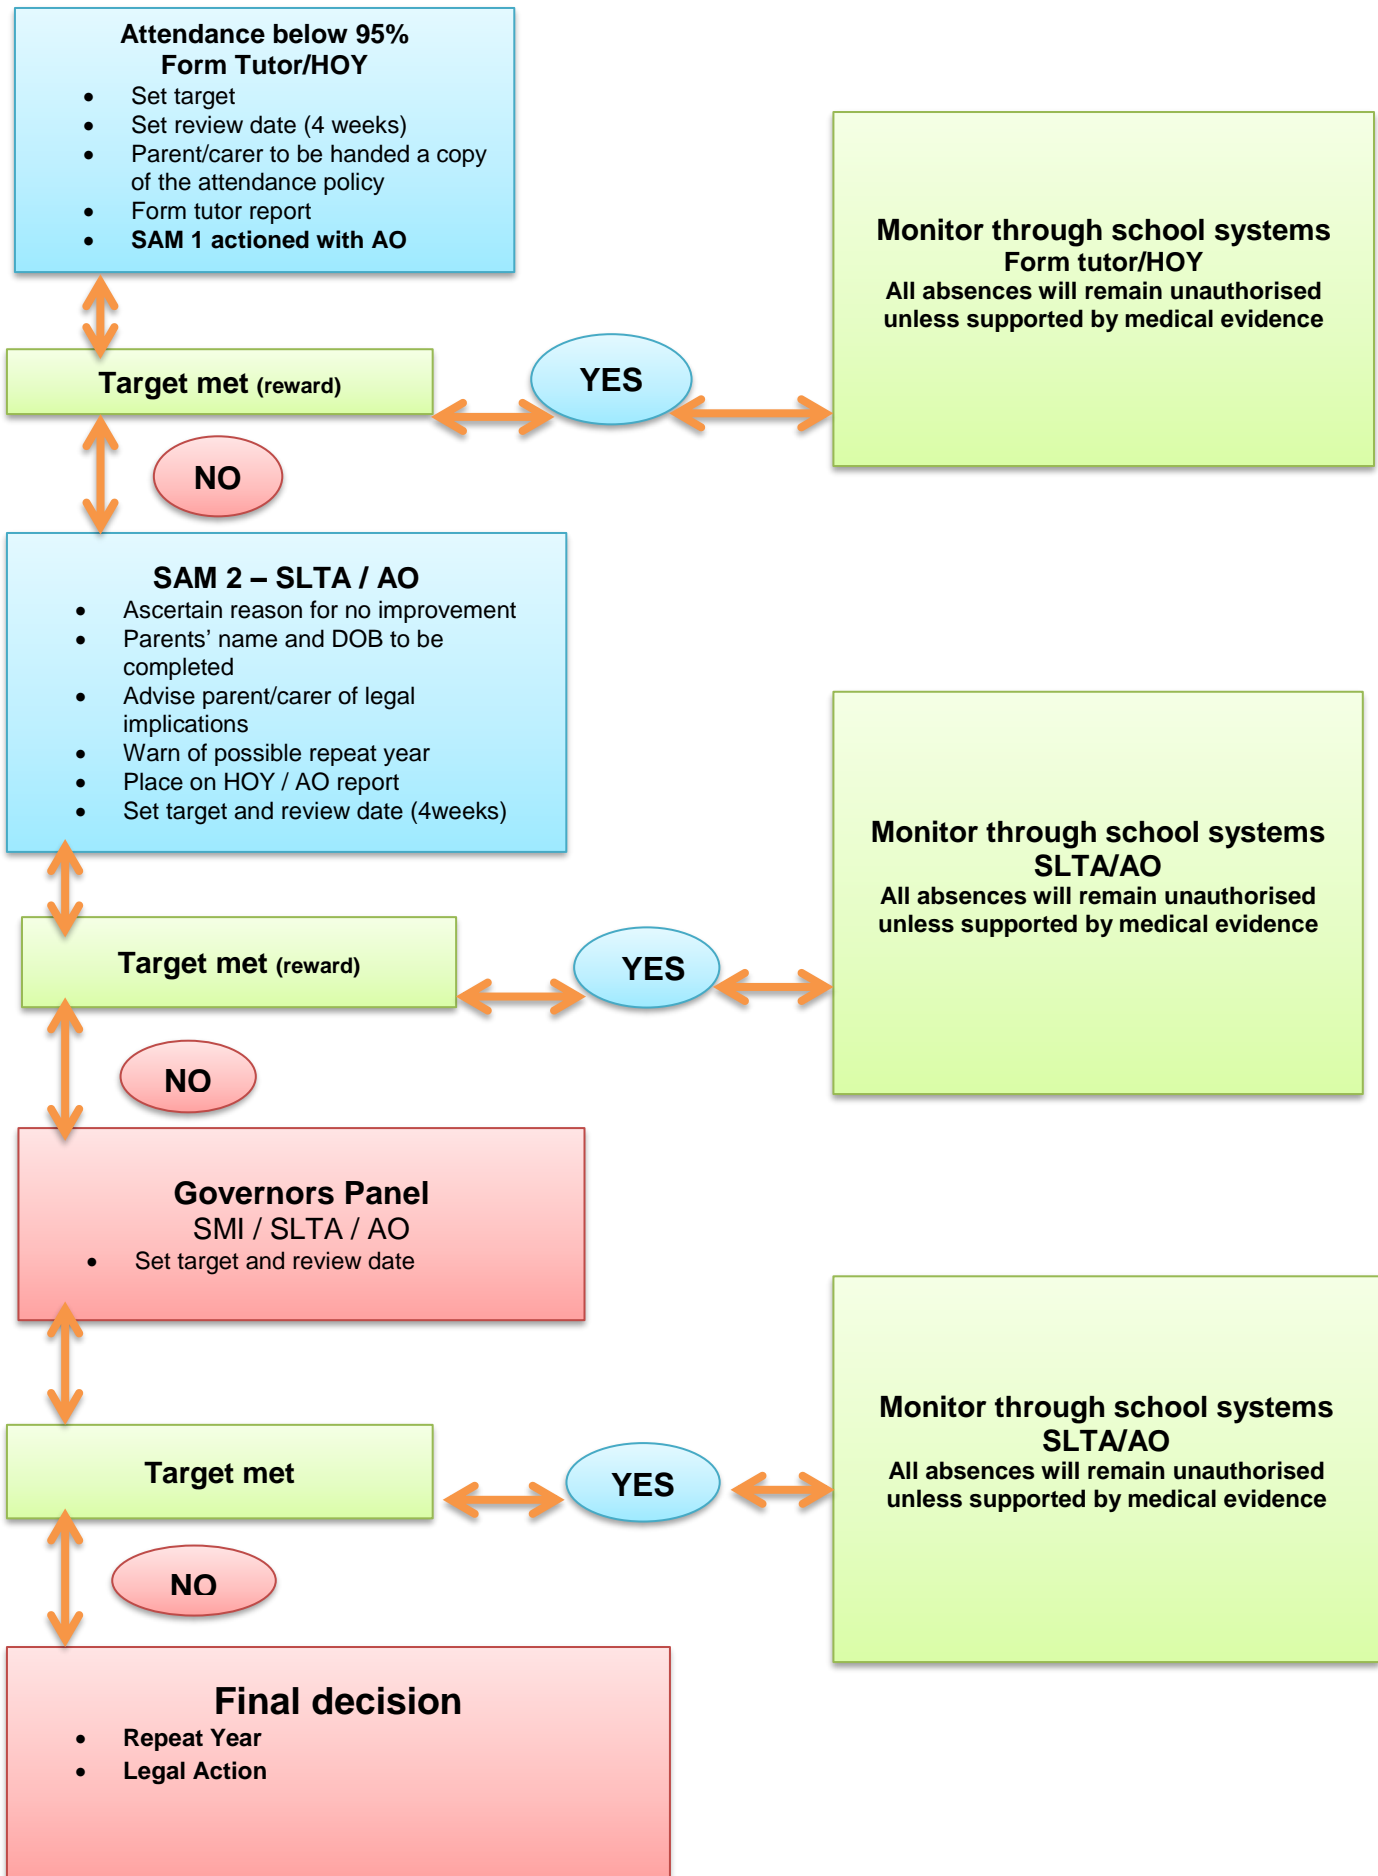 Attendance below 95%
Form Tutor/HOY
• Set target
• Set review date (4 weeks)
• Parent/carer to be handed a copy
of the attendance policy
• Form tutor report
• SAM 1 actioned with AO
Monitor through school systems
Form tutor/HOY
All absences will remain unauthorised
unless supported by medical evidence
Target met (reward)
YES
NO
SAM 2 – SLTA / AO
• Ascertain reason for no improvement
• Parents’ name and DOB to be
completed
• Advise parent/carer of legal
implications
• Warn of possible repeat year
• Place on HOY / AO report
• Set target and review date (4weeks)
Monitor through school systems
SLTA/AO
All absences will remain unauthorised
unless supported by medical evidence
Target met (reward)
YES
NO
Governors Panel
SMI / SLTA / AO
• Set target and review date
Monitor through school systems
SLTA/AO
All absences will remain unauthorised
unless supported by medical evidence
Target met
YES
NO
Final decision
• Repeat Year
• Legal Action